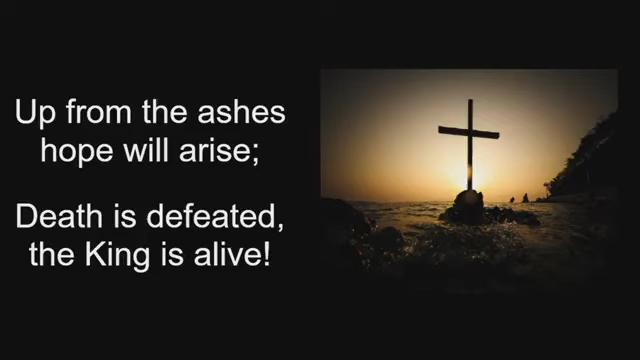 Up from the ashes
hope will arise;
Death is defeated,
the King is alive!